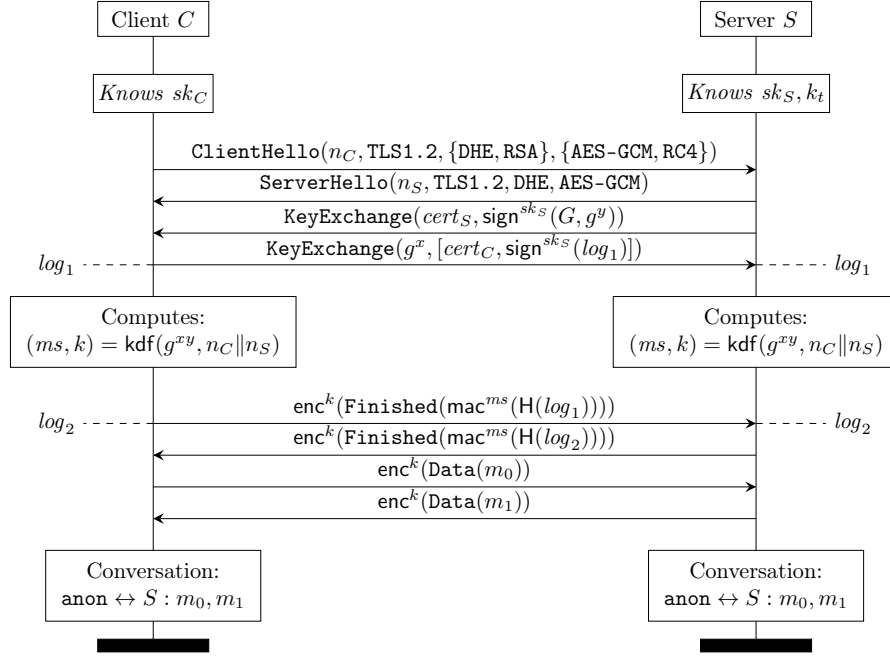 Client C
Server S
Knows sk_C
Knows sk_S, k_t
ClientHello(n_C, TLS1.2, {DHE, RSA}, {AES-GCM, RC4})
ServerHello(n_S, TLS1.2, DHE, AES-GCM)
KeyExchange(cert_S, sign^{sk_S}(G, g^y))
KeyExchange(g^x, [cert_C, sign^{sk_S}(log_1)])
log_1
log_1
Computes:
(ms, k) = kdf(g^{xy}, n_C∥n_S)
Computes:
(ms, k) = kdf(g^{xy}, n_C∥n_S)
enc^k(Finished(mac^{ms}(H(log_1))))
log_2
log_2
enc^k(Finished(mac^{ms}(H(log_2))))
enc^k(Data(m_0))
enc^k(Data(m_1))
Conversation:
anon ↔ S : m_0, m_1
Conversation:
anon ↔ S : m_0, m_1